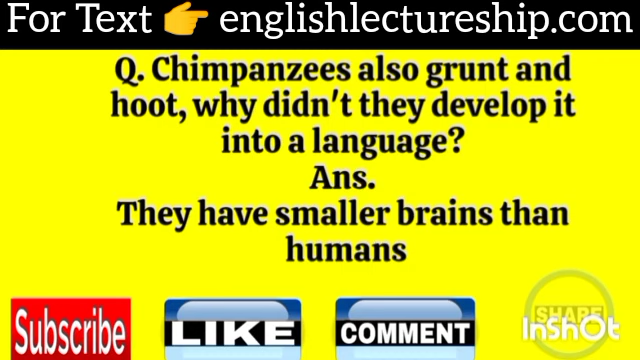 For Text 👉 englishlectureship.com
Q. Chimpanzees also grunt and
hoot, why didn't they develop it
into a language?
Ans.
They have smaller brains than
humans
Subscribe
LIKE
COMMENT
SHARE
InShOt